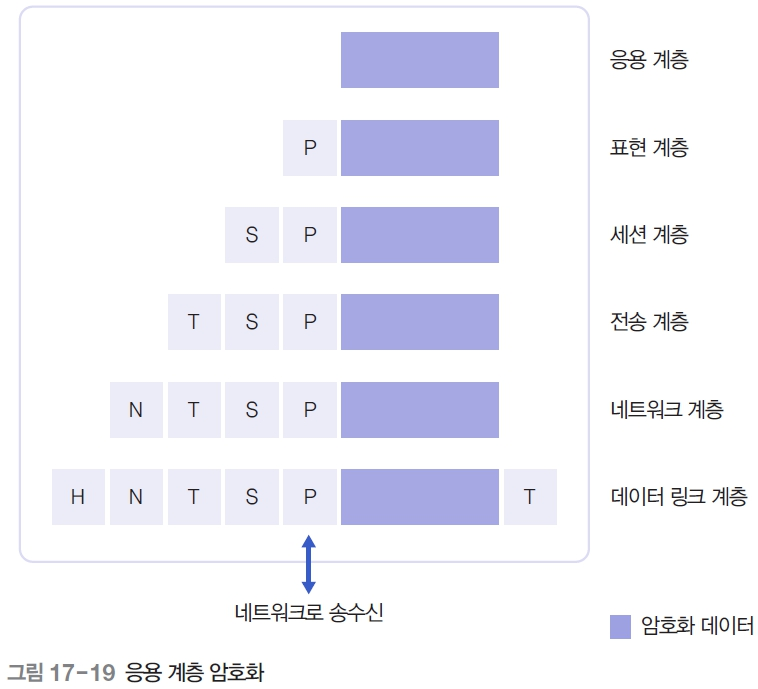 응용 계층
P 표현 계층
S P 세션 계층
T S P 전송 계층
N T S P 네트워크 계층
H N T S P T 데이터 링크 계층
네트워크로 송수신
암호화 데이터
그림 17-19 응용 계층 암호화